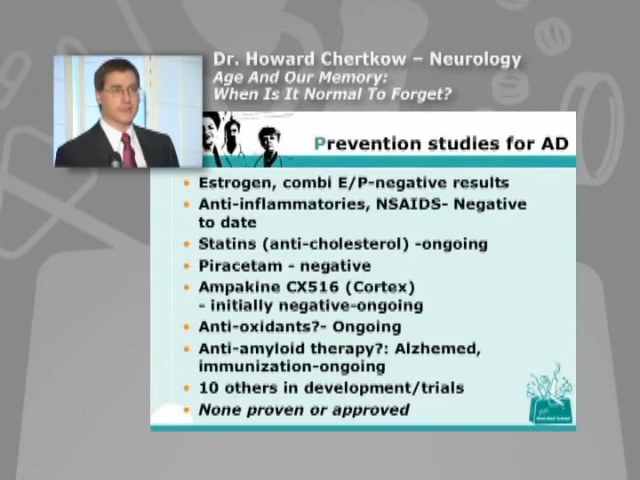 Dr. Howard Chertkow – Neurology
Age And Our Memory:
When Is It Normal To Forget?
Prevention studies for AD
• Estrogen, combi E/P-negative results
• Anti-inflammatories, NSAIDS- Negative
to date
• Statins (anti-cholesterol) -ongoing
• Piracetam - negative
• Ampakine CX516 (Cortex)
- initially negative-ongoing
• Anti-oxidants?- Ongoing
• Anti-amyloid therapy?: Alzhemed,
immunization-ongoing
• 10 others in development/trials
• None proven or approved